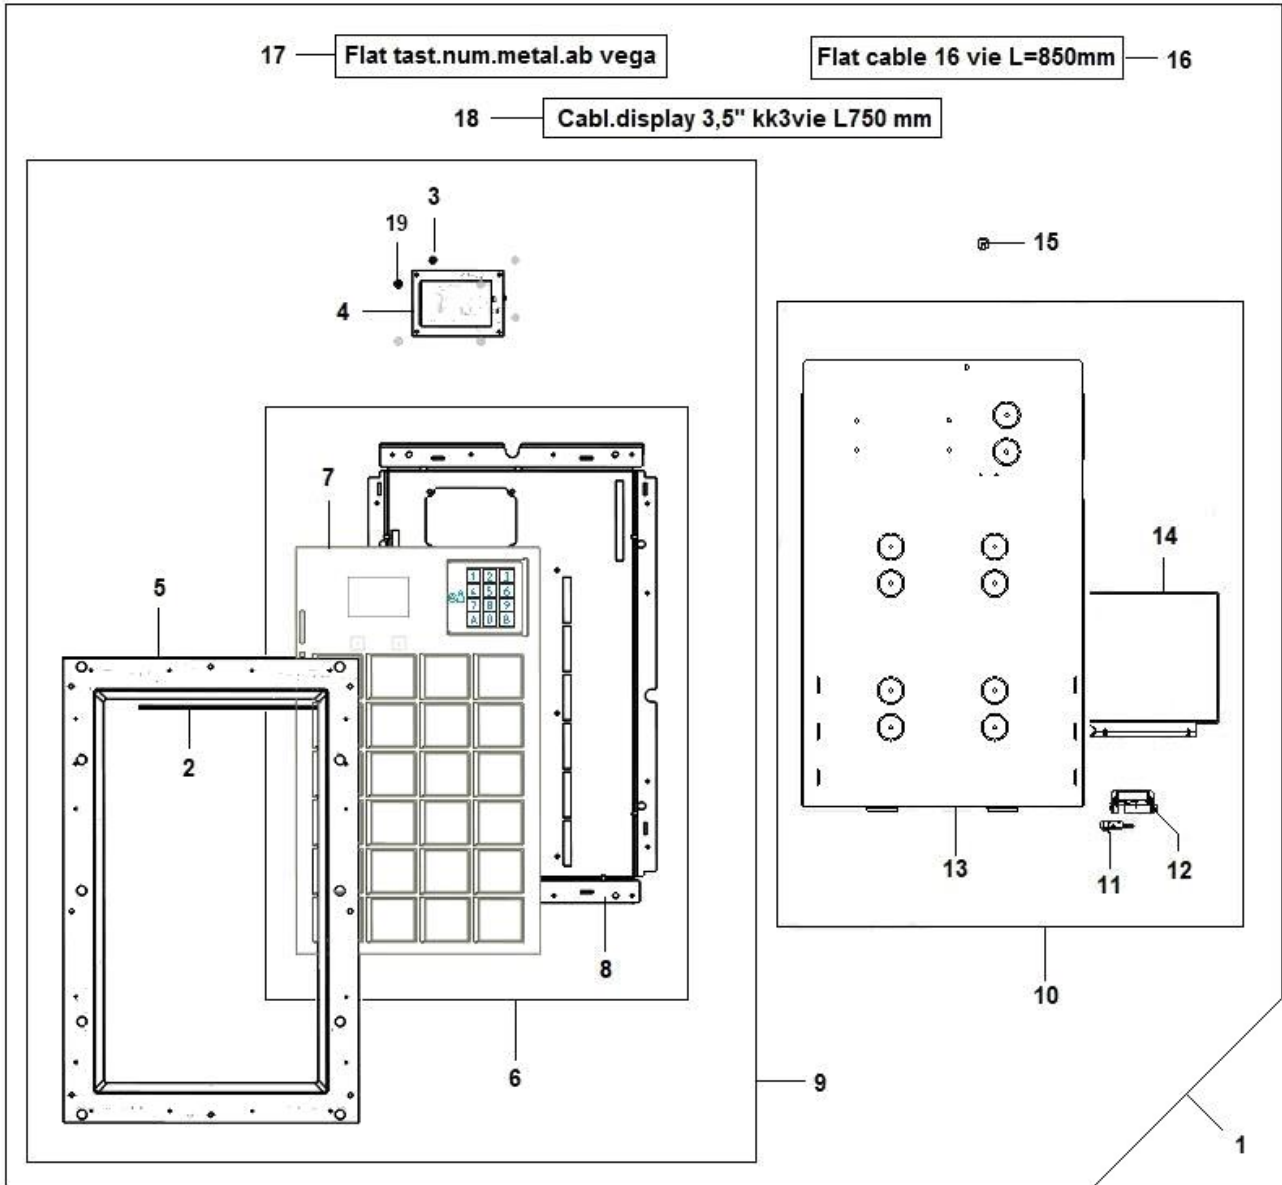 17
Flat tast.num.metal.ab vega
Flat cable 16 vie L=850mm
16
18
Cabl.display 3,5" kk3vie L750 mm
3
19
15
4
7
14
1 2 3
4 5 6
7 8 9
A 0 B
5
2
13
11
12
8
10
6
9
1